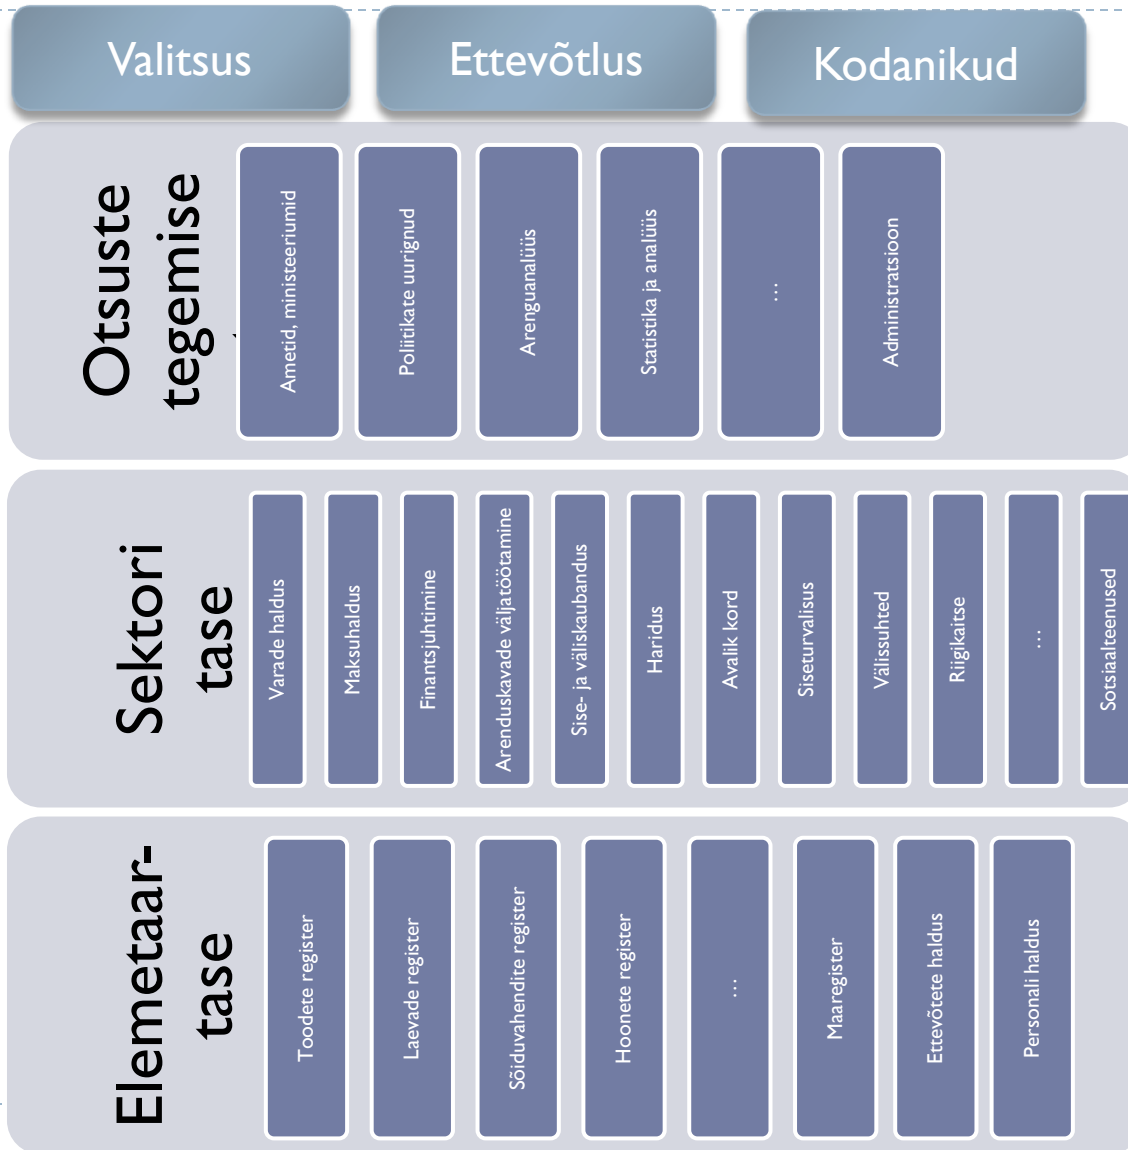 Valitsus
Ettevõtlus
Kodanikud
Otsuste
tegemise
Ametid, ministeeriumid
Poliitikate uurignud
Arenguanalüüs
Statistika ja analüüs
...
Administratsioon
Sektori
tase
Varade haldus
Maksuhaldus
Finantsjuhtimine
Arenduskavade väljatöötamine
Sise- ja väliskaubandus
Haridus
Avalik kord
Siseturvalisus
Välissuhted
Riigikaitse
...
Sotsiaalteenused
Elemetaar-
tase
Toodete register
Laevade register
Sõiduvahendite register
Hoonete register
...
Maaregister
Ettevõtete haldus
Personali haldus